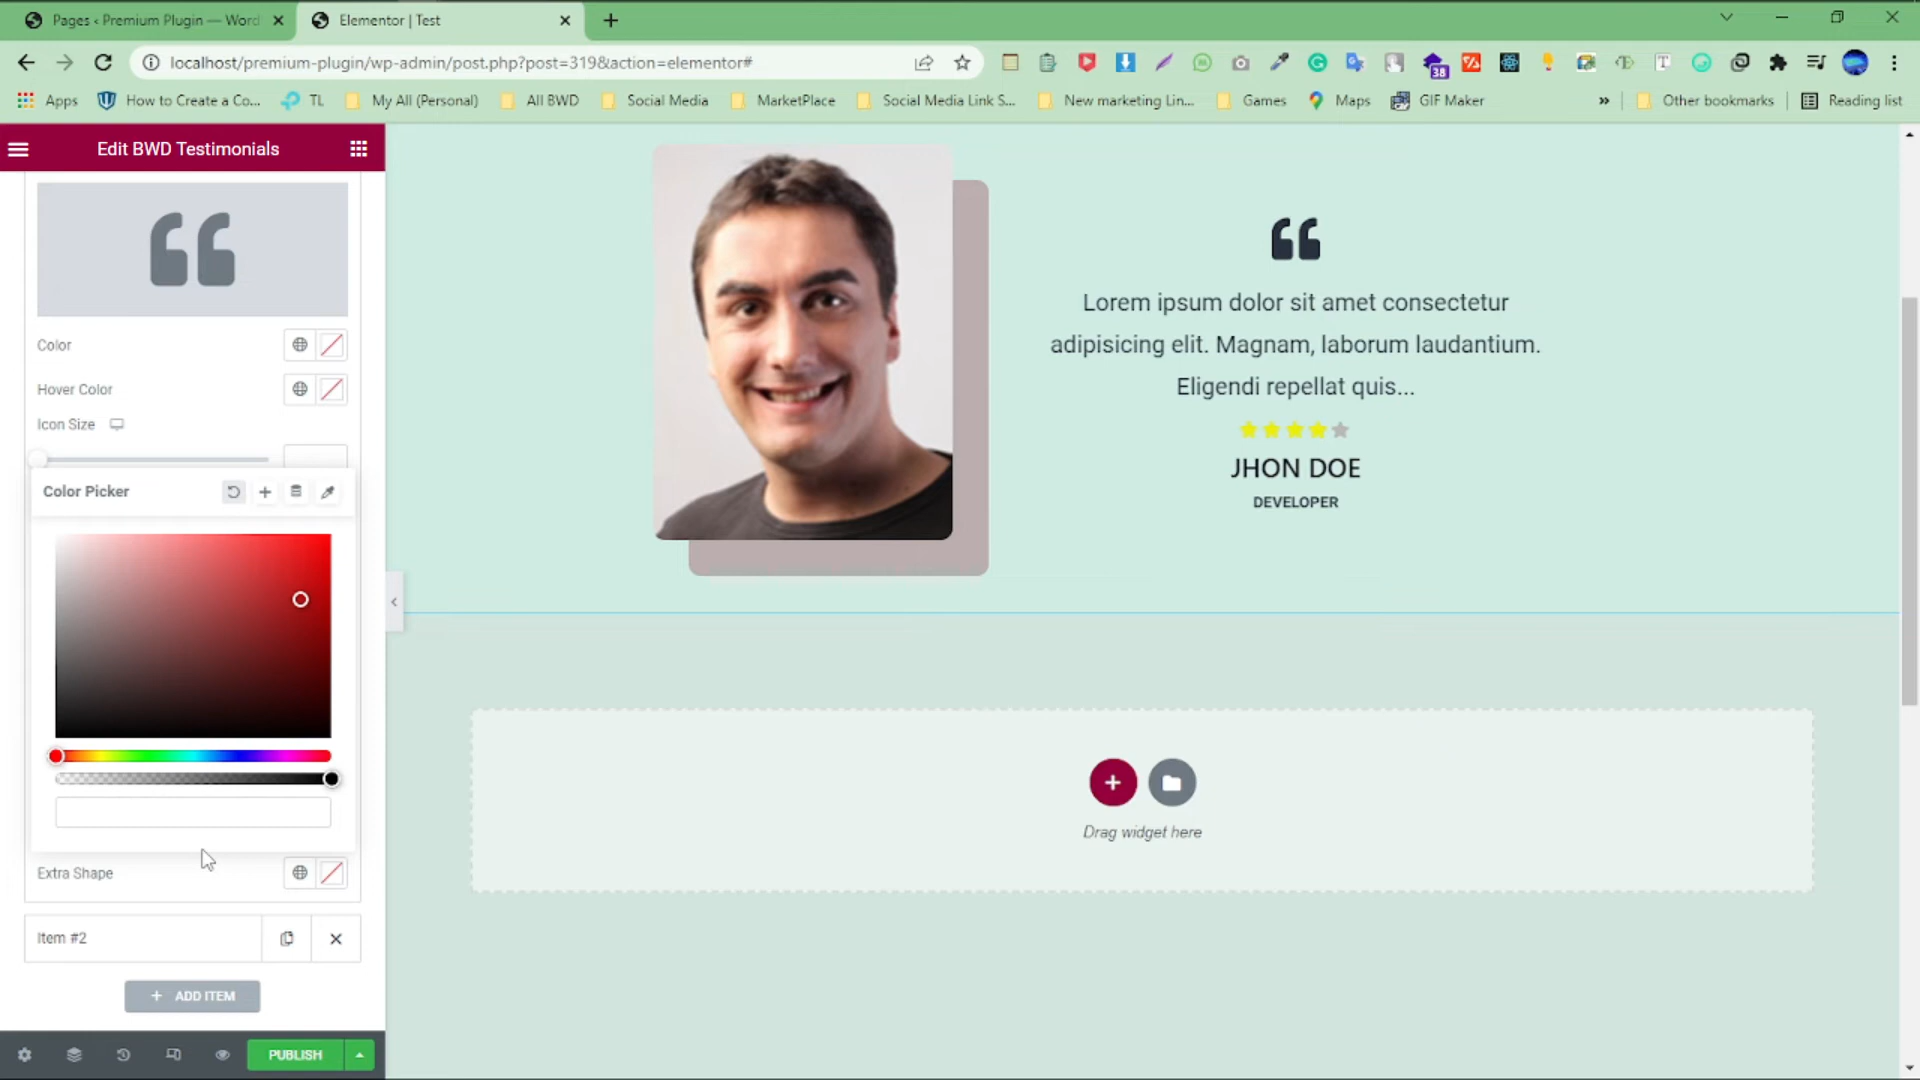 Pages ‹ Premium Plugin — Word
Elementor | Test
localhost/premium-plugin/wp-admin/post.php?post=319&action=elementor#
38
Apps
How to Create a Co...
TL
My All (Personal)
All BWD
Social Media
MarketPlace
Social Media Link S...
New marketing Lin...
Games
Maps
GIF Maker
»
Other bookmarks
Reading list
Edit BWD Testimonials
Color
Hover Color
Icon Size
Color Picker
Extra Shape
Item #2
ADD ITEM
PUBLISH
Lorem ipsum dolor sit amet consectetur
adipisicing elit. Magnam, laborum laudantium.
Eligendi repellat quis...
JHON DOE
DEVELOPER
Drag widget here